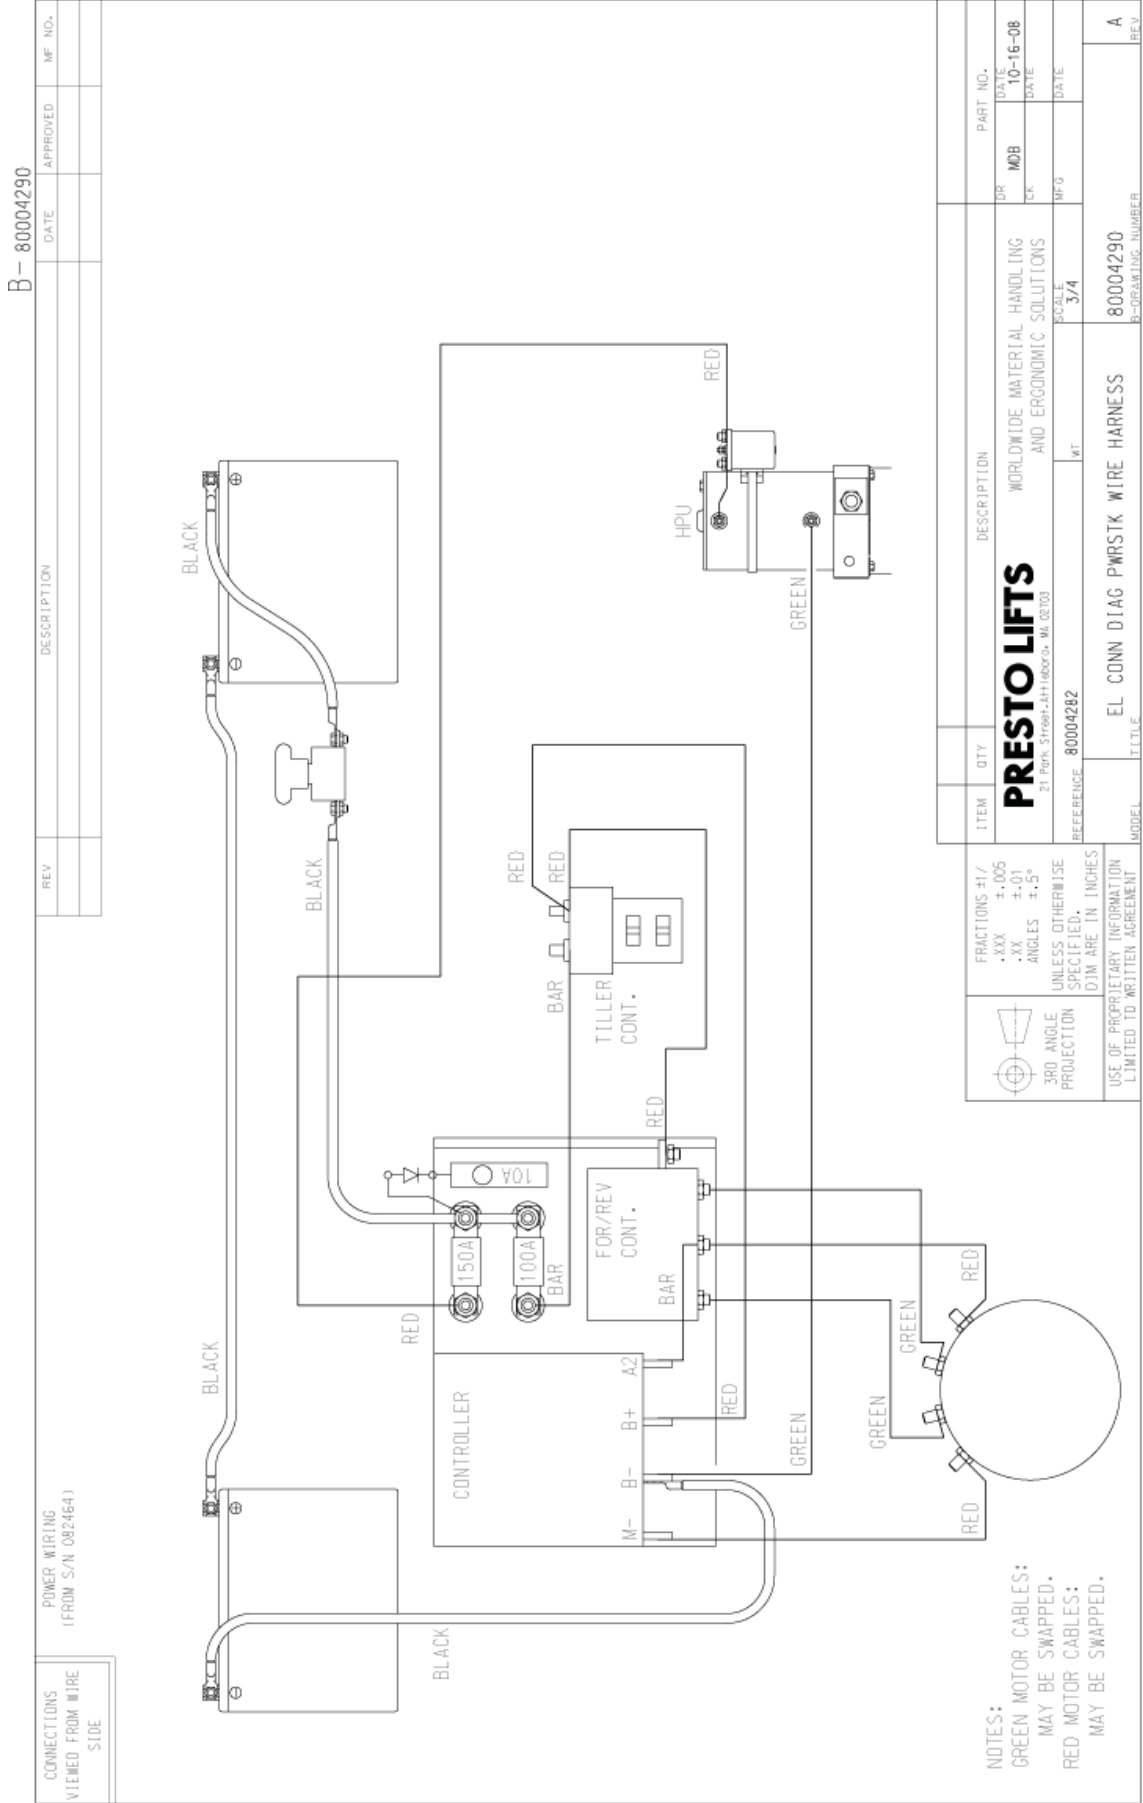 CONNECTIONS
VIEWED FROM WIRE
SIDE
POWER WIRING
(FROM S/N 082464)
B- 80004290
REV
DESCRIPTION
DATE
APPROVED
MF NO.
BLACK
BLACK
BLACK
BLACK
RED
150A
100A
10A
BAR
CONTROLLER
M-
B-
B+
A2
FOR/REV
CONT.
BAR
RED
BAR
TILLER
CONT.
RED
RED
RED
HPU
GREEN
RED
GREEN
GREEN
GREEN
RED
RED
NOTES:
GREEN MOTOR CABLES:
MAY BE SWAPPED.
RED MOTOR CABLES:
MAY BE SWAPPED.
3RD ANGLE
PROJECTION
FRACTIONS ±1/
.XXX ±.005
.XX ±.01
ANGLES ±.5°
UNLESS OTHERWISE
SPECIFIED.
DIM ARE IN INCHES
USE OF PROPRIETARY INFORMATION
LIMITED TO WRITTEN AGREEMENT
ITEM
QTY
DESCRIPTION
PART NO.
PRESTO LIFTS
21 Park Street.Attleboro. MA 02703
WORLDWIDE MATERIAL HANDLING
AND ERGONOMIC SOLUTIONS
DR
MDB
DATE
10-16-08
CK
DATE
REFERENCE
80004282
WT
SCALE
3/4
MFG
DATE
MODEL
TITLE
EL CONN DIAG PWRSTK WIRE HARNESS
80004290
B-DRAWING NUMBER
A
REV